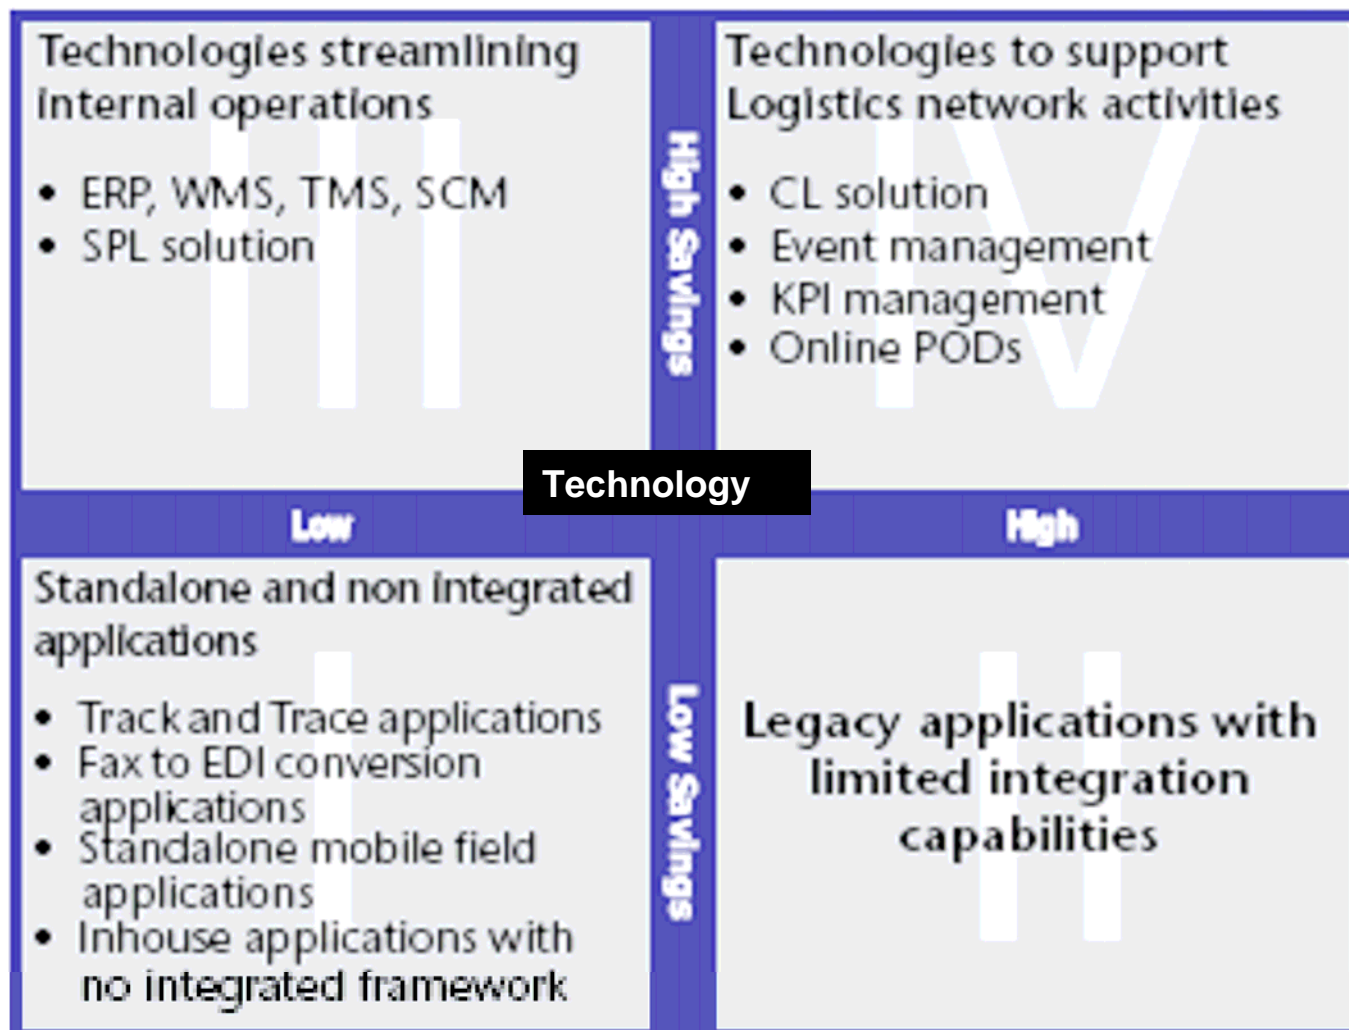 Technologies streamlining
internal operations
• ERP, WMS, TMS, SCM
• SPL solution
III
High Savings
Technologies to support
Logistics network activities
• CL solution
• Event management
• KPI management
• Online PODs
IV
Technology
Low
High
Standalone and non integrated
applications
• Track and Trace applications
• Fax to EDI conversion
applications
• Standalone mobile field
applications
• Inhouse applications with
no integrated framework
I
Low Savings
Legacy applications with
limited integration
capabilities
II